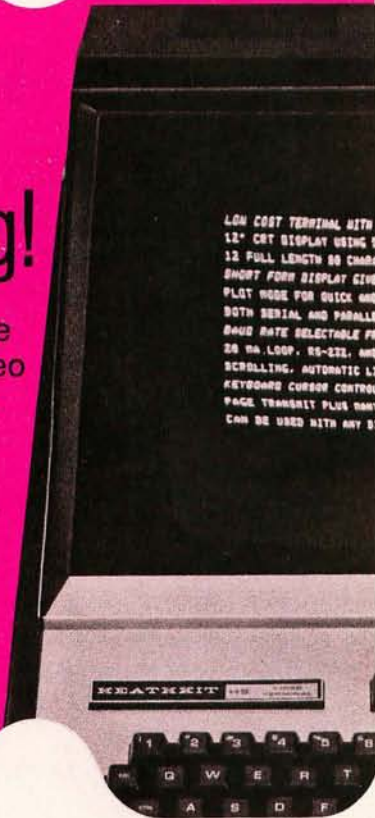 g!
e
eo
LOW COST TERMINAL WITH
12" CRT DISPLAY USING
12 FULL LENGTH 80 CHARA
SHORT FORM DISPLAY GIVE
PLOT MODE FOR QUICK AND
BOTH SERIAL AND PARALLE
BAUD RATE SELECTABLE FR
20 MA.LOOP, RS-232, AND
SCROLLING, AUTOMATIC LI
KEYBOARD CURSOR CONTROL
PAGE TRANSMIT PLUS MANY
CAN BE USED WITH ANY DI
HEATHKIT H9
! 1 " 2 # 3 $ 4 % 5 & 6
Q W E R T
A S D F